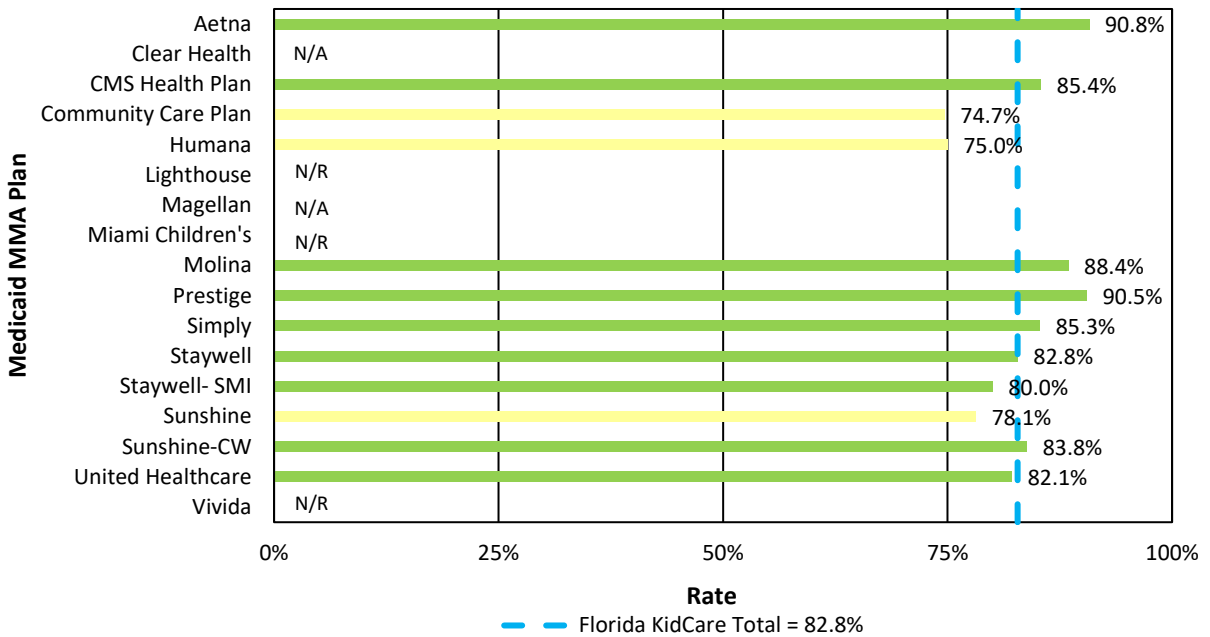 Medicaid MMA Plan
Aetna 90.8%
Clear Health N/A
CMS Health Plan 85.4%
Community Care Plan 74.7%
Humana 75.0%
Lighthouse N/R
Magellan N/A
Miami Children's N/R
Molina 88.4%
Prestige 90.5%
Simply 85.3%
Staywell 82.8%
Staywell- SMI 80.0%
Sunshine 78.1%
Sunshine-CW 83.8%
United Healthcare 82.1%
Vivida N/R
0% 25% 50% 75% 100%
Rate
Florida KidCare Total = 82.8%